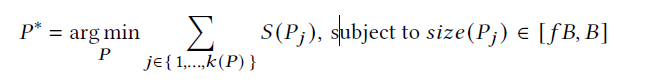 P* = arg min P ∑ j∈{1,...,k(P)} S(P_j), subject to size(P_j) ∈ [fB, B]